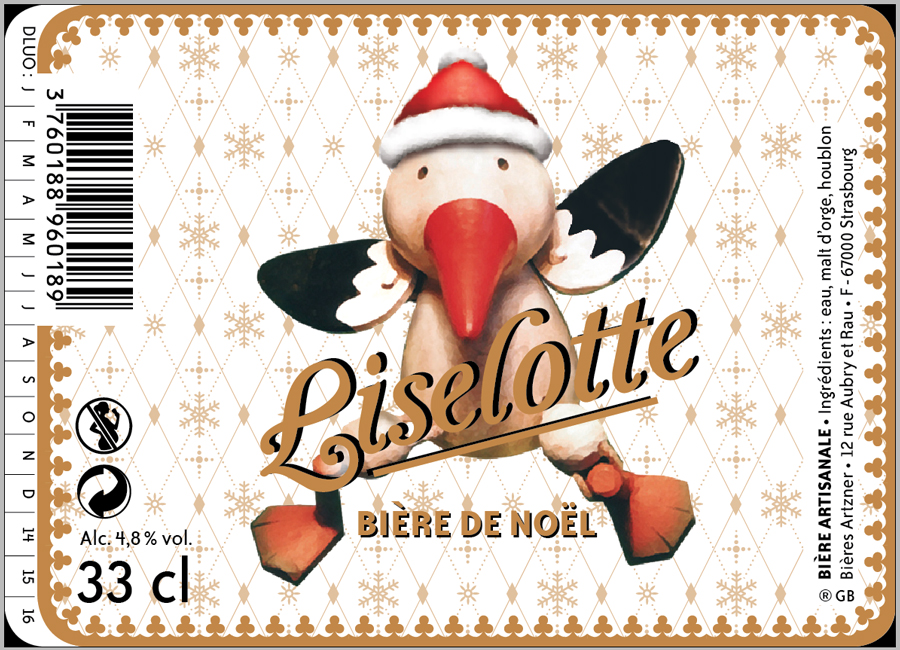 DLUO : J F M A M J J A S O N D 14 15 16
3 760188 960189
Liselotte
BIÈRE DE NOËL
Alc. 4,8 % vol.
33 cl
BIÈRE ARTISANALE • Ingrédients : eau, malt d'orge, houblon
Bières Artzner • 12 rue Aubry et Rau • F - 67000 Strasbourg
® GB